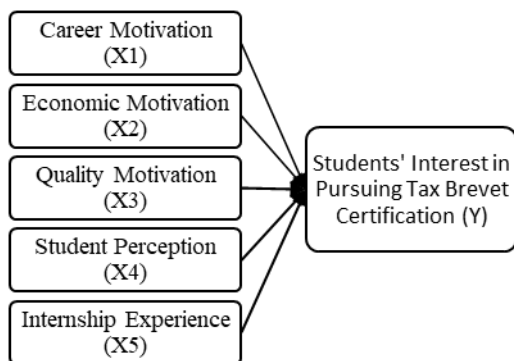 Career Motivation
(X1)
Economic Motivation
(X2)
Quality Motivation
(X3)
Student Perception
(X4)
Internship Experience
(X5)
Students' Interest in
Pursuing Tax Brevet
Certification (Y)